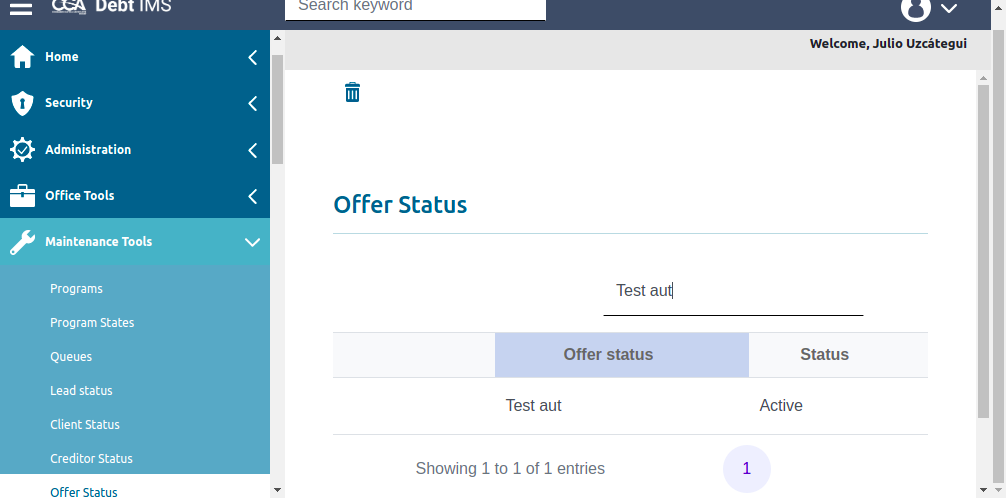 CCA Debt IMS
Search keyword
Welcome, Julio Uzcátegui
Home
Security
Administration
Office Tools
Maintenance Tools
Programs
Program States
Queues
Lead status
Client Status
Creditor Status
Offer Status
Offer Status
Test aut
Offer status Status
Test aut Active
Showing 1 to 1 of 1 entries 1